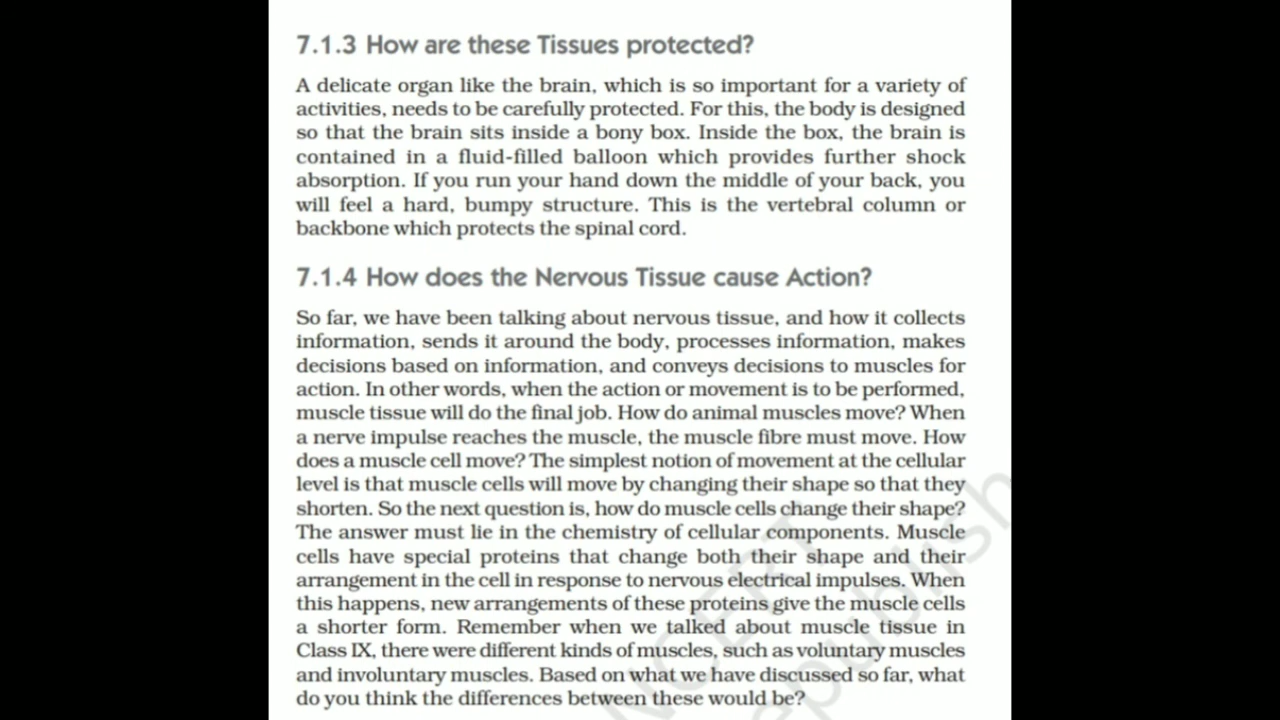 7.1.3 How are these Tissues protected?
A delicate organ like the brain, which is so important for a variety of
activities, needs to be carefully protected. For this, the body is designed
so that the brain sits inside a bony box. Inside the box, the brain is
contained in a fluid-filled balloon which provides further shock
absorption. If you run your hand down the middle of your back, you
will feel a hard, bumpy structure. This is the vertebral column or
backbone which protects the spinal cord.
7.1.4 How does the Nervous Tissue cause Action?
So far, we have been talking about nervous tissue, and how it collects
information, sends it around the body, processes information, makes
decisions based on information, and conveys decisions to muscles for
action. In other words, when the action or movement is to be performed,
muscle tissue will do the final job. How do animal muscles move? When
a nerve impulse reaches the muscle, the muscle fibre must move. How
does a muscle cell move? The simplest notion of movement at the cellular
level is that muscle cells will move by changing their shape so that they
shorten. So the next question is, how do muscle cells change their shape?
The answer must lie in the chemistry of cellular components. Muscle
cells have special proteins that change both their shape and their
arrangement in the cell in response to nervous electrical impulses. When
this happens, new arrangements of these proteins give the muscle cells
a shorter form. Remember when we talked about muscle tissue in
Class IX, there were different kinds of muscles, such as voluntary muscles
and involuntary muscles. Based on what we have discussed so far, what
do you think the differences between these would be?
NCERT
republish